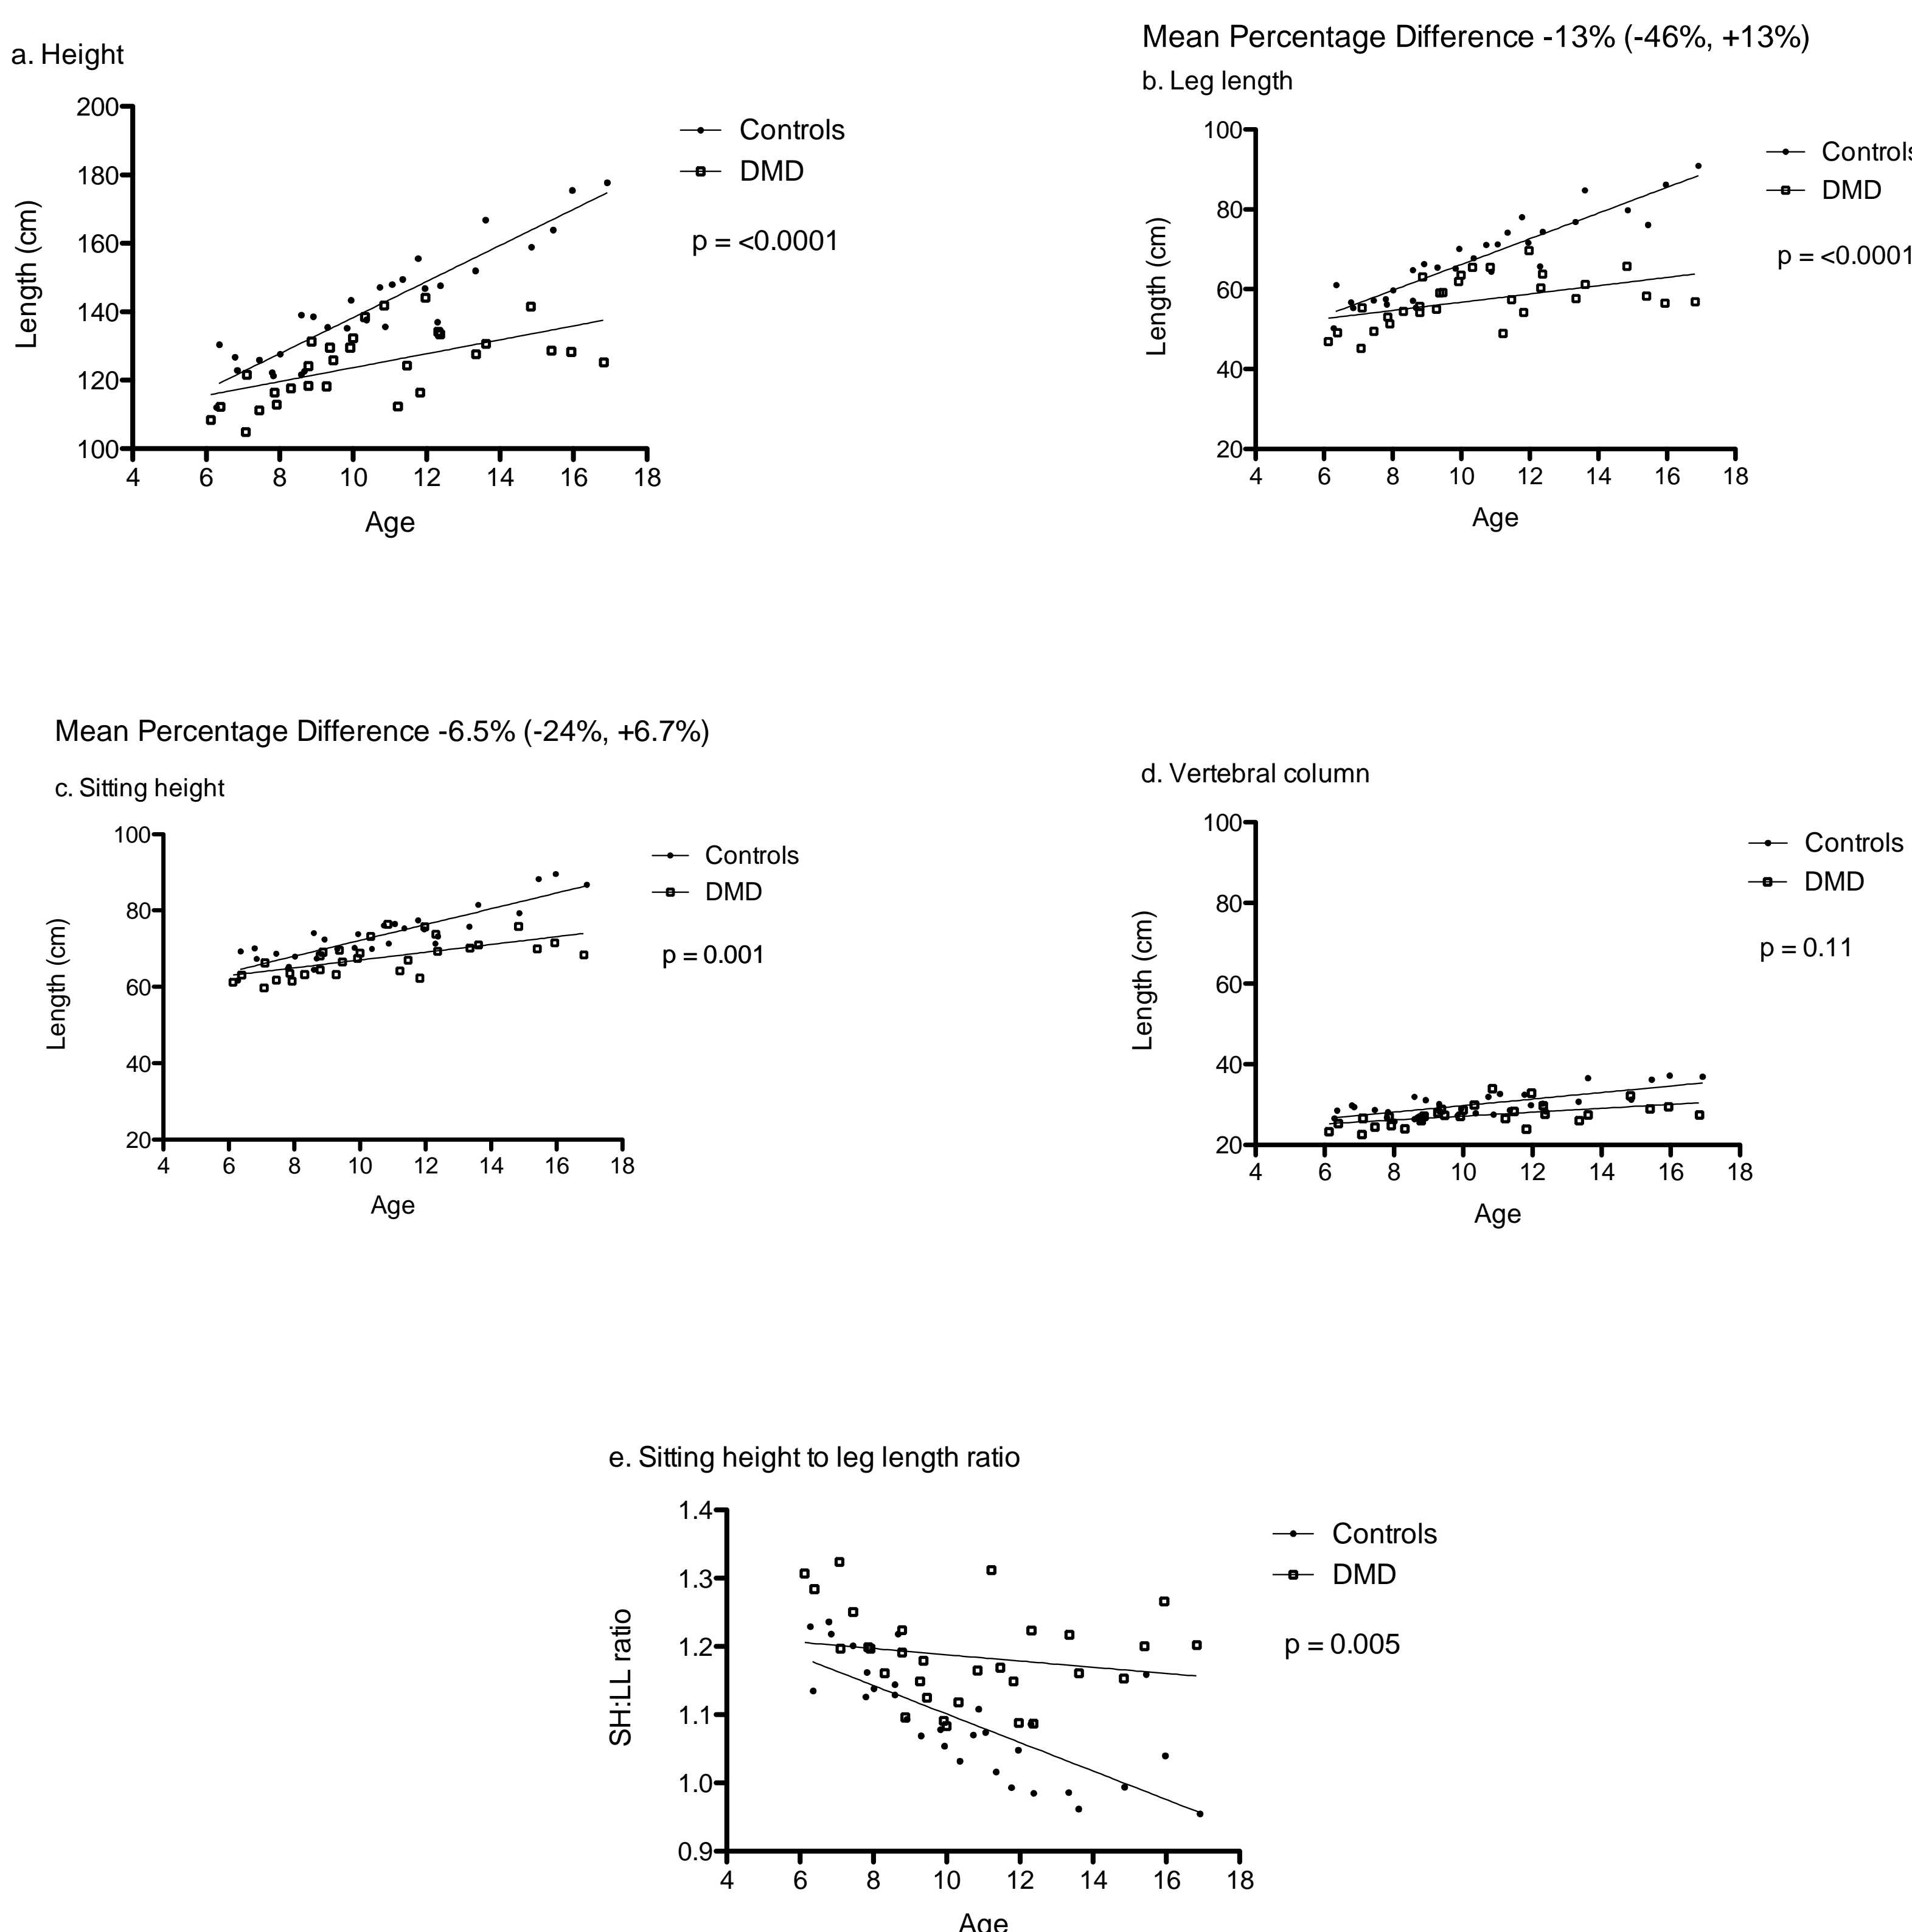 a. Height
200
180
160
140
120
100
4 6 8 10 12 14 16 18
Length (cm)
Age
Controls
DMD
p = <0.0001
Mean Percentage Difference -13% (-46%, +13%)
b. Leg length
100
80
60
40
20
4 6 8 10 12 14 16 18
Length (cm)
Age
Controls
DMD
p = <0.0001
Mean Percentage Difference -6.5% (-24%, +6.7%)
c. Sitting height
100
80
60
40
20
4 6 8 10 12 14 16 18
Length (cm)
Age
Controls
DMD
p = 0.001
d. Vertebral column
100
80
60
40
20
4 6 8 10 12 14 16 18
Length (cm)
Age
Controls
DMD
p = 0.11
e. Sitting height to leg length ratio
1.4
1.3
1.2
1.1
1.0
0.9
4 6 8 10 12 14 16 18
SH:LL ratio
Age
Controls
DMD
p = 0.005